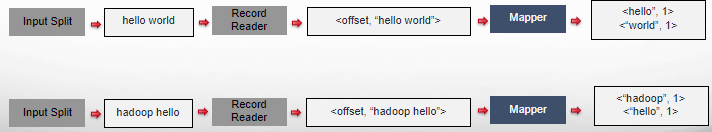 Input Split
hello world
Record
Reader
<offset, “hello world”>
Mapper
<hello”, 1>
<“world”, 1>
Input Split
hadoop hello
Record
Reader
<offset, “hadoop hello”>
Mapper
<“hadoop”, 1>
<“hello”, 1>